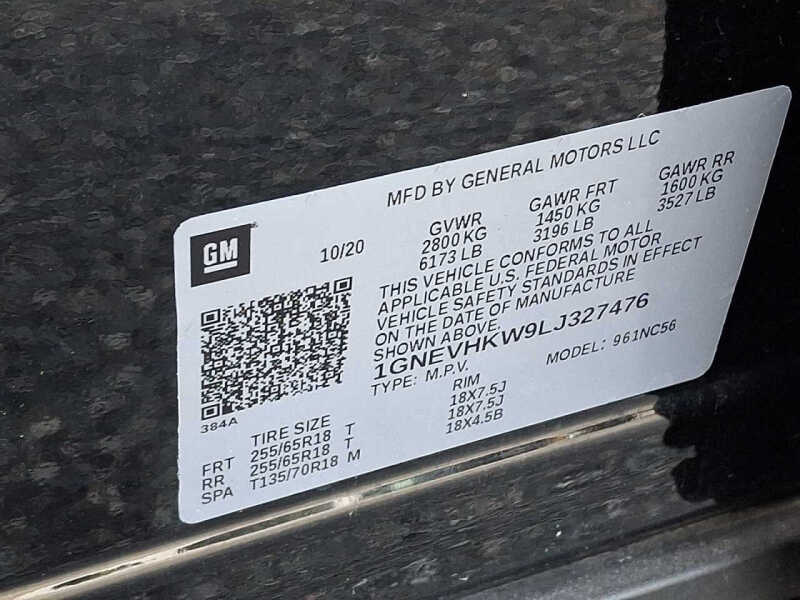 MFD BY GENERAL MOTORS LLC
GM
10/20
GVWR GAWR FRT GAWR RR
2800 KG 1450 KG 1600 KG
6173 LB 3196 LB 3527 LB
THIS VEHICLE CONFORMS TO ALL
APPLICABLE U.S. FEDERAL MOTOR
VEHICLE SAFETY STANDARDS IN EFFECT
ON THE DATE OF MANUFACTURE
SHOWN ABOVE.
1GNEVHKW9LJ327476
TYPE: M.P.V. MODEL: 961NC56
384A
TIRE SIZE RIM
FRT 255/65R18 T 18X7.5J
RR 255/65R18 T 18X7.5J
SPA T135/70R18 M 18X4.5B